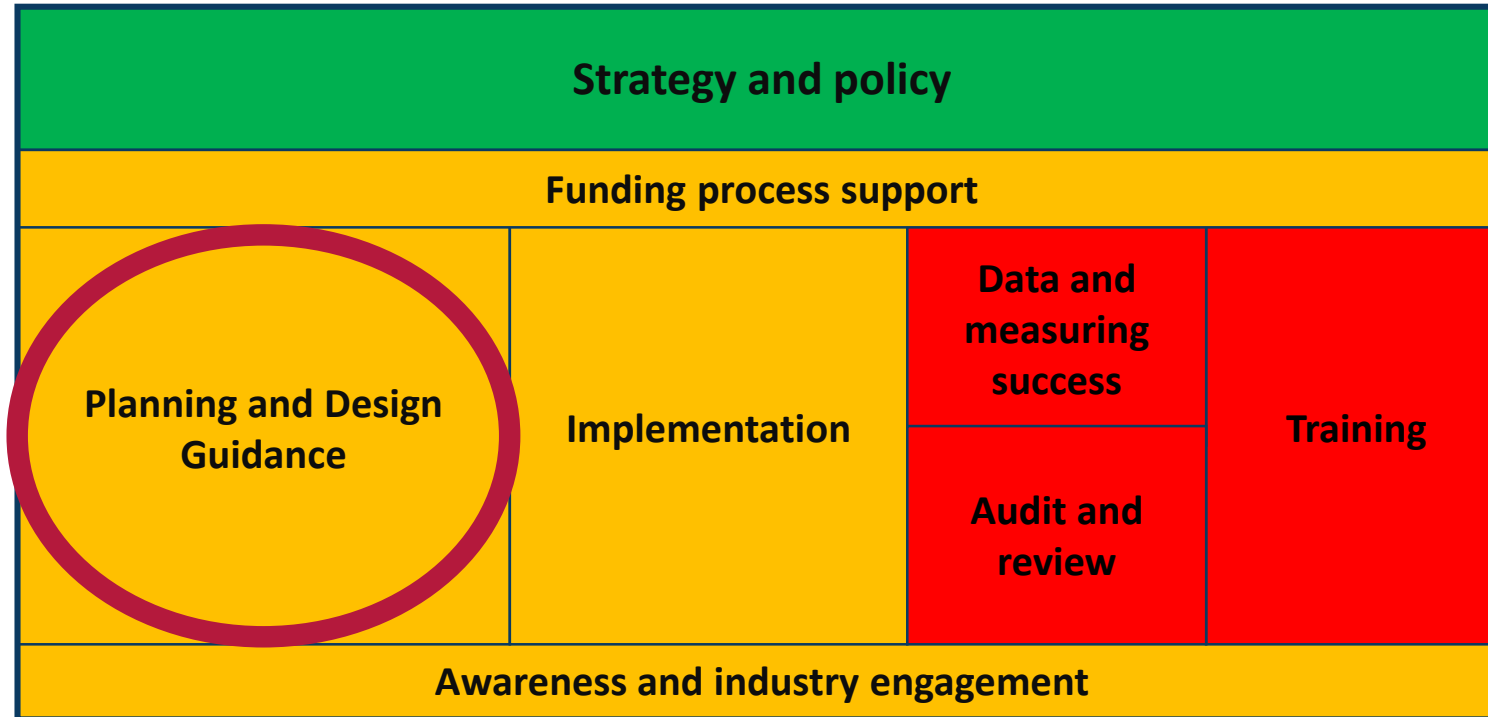 Strategy and policy
Funding process support
Planning and Design
Guidance
Implementation
Data and
measuring
success
Audit and
review
Training
Awareness and industry engagement